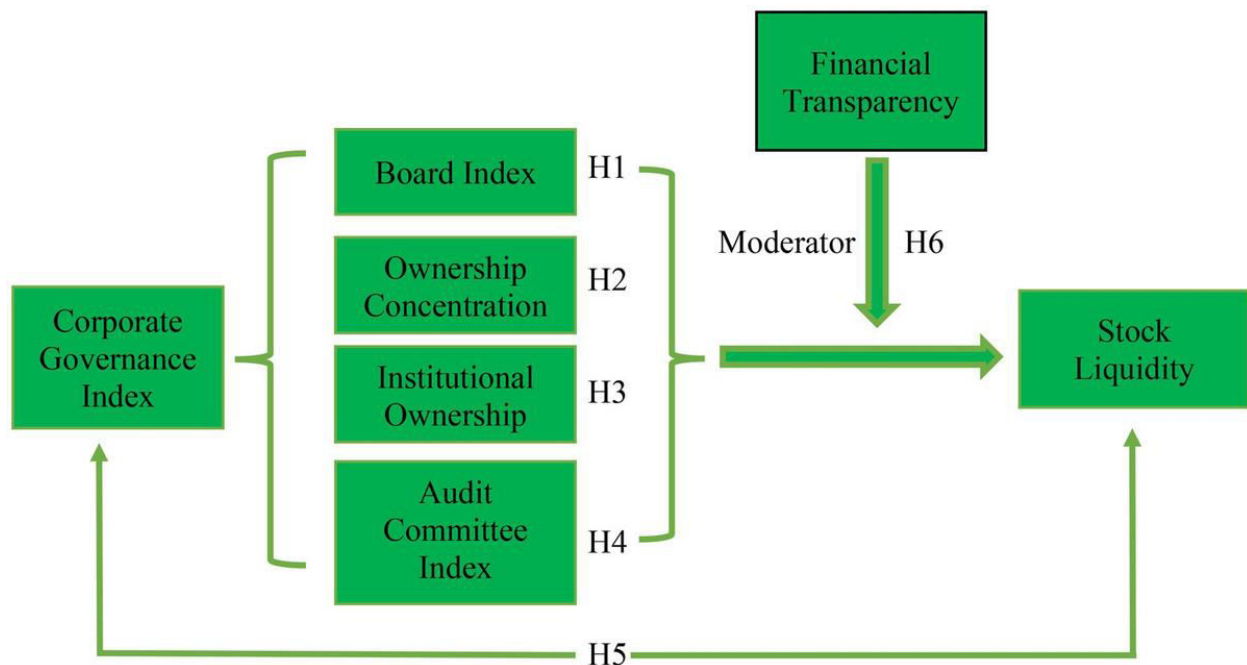 Financial
Transparency
Board Index
H1
Moderator
H6
Ownership
Concentration
H2
Corporate
Governance
Index
Stock
Liquidity
Institutional
Ownership
H3
Audit
Committee
Index
H4
H5